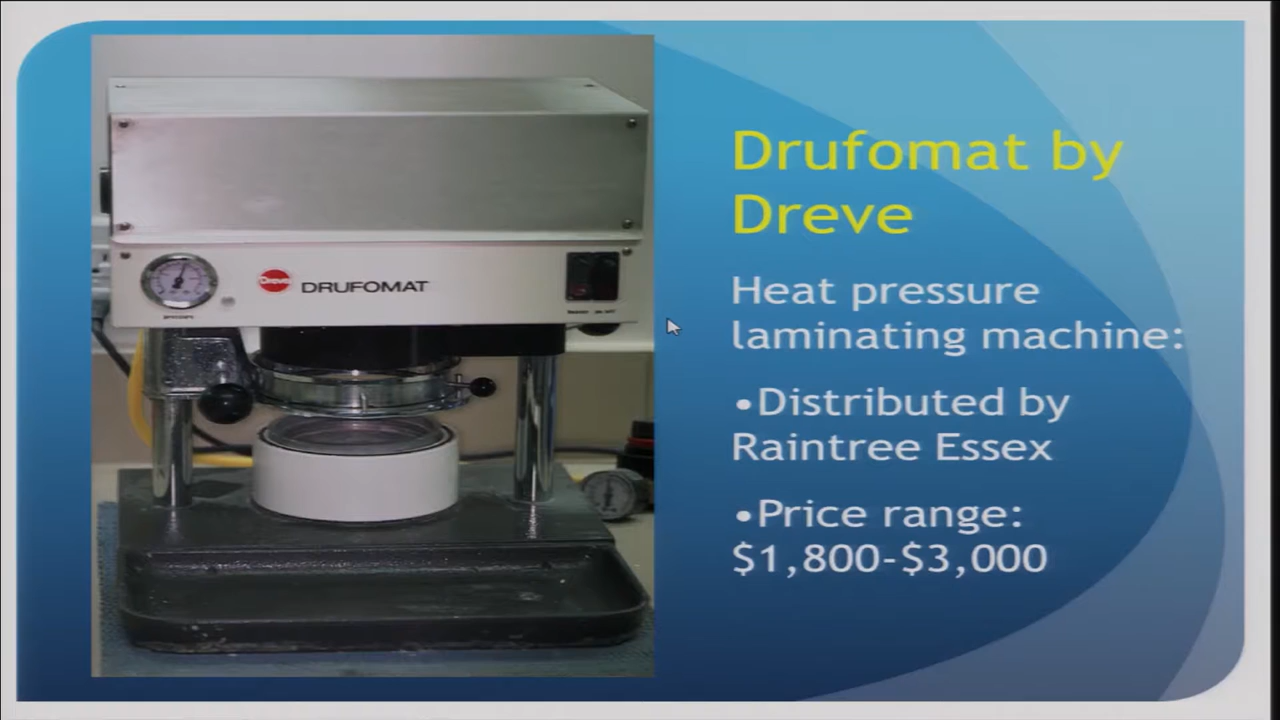 Drufomat by
Dreve
Heat pressure
laminating machine:
•Distributed by
Raintree Essex
•Price range:
$1,800-$3,000
Dreve DRUFOMAT
pressure